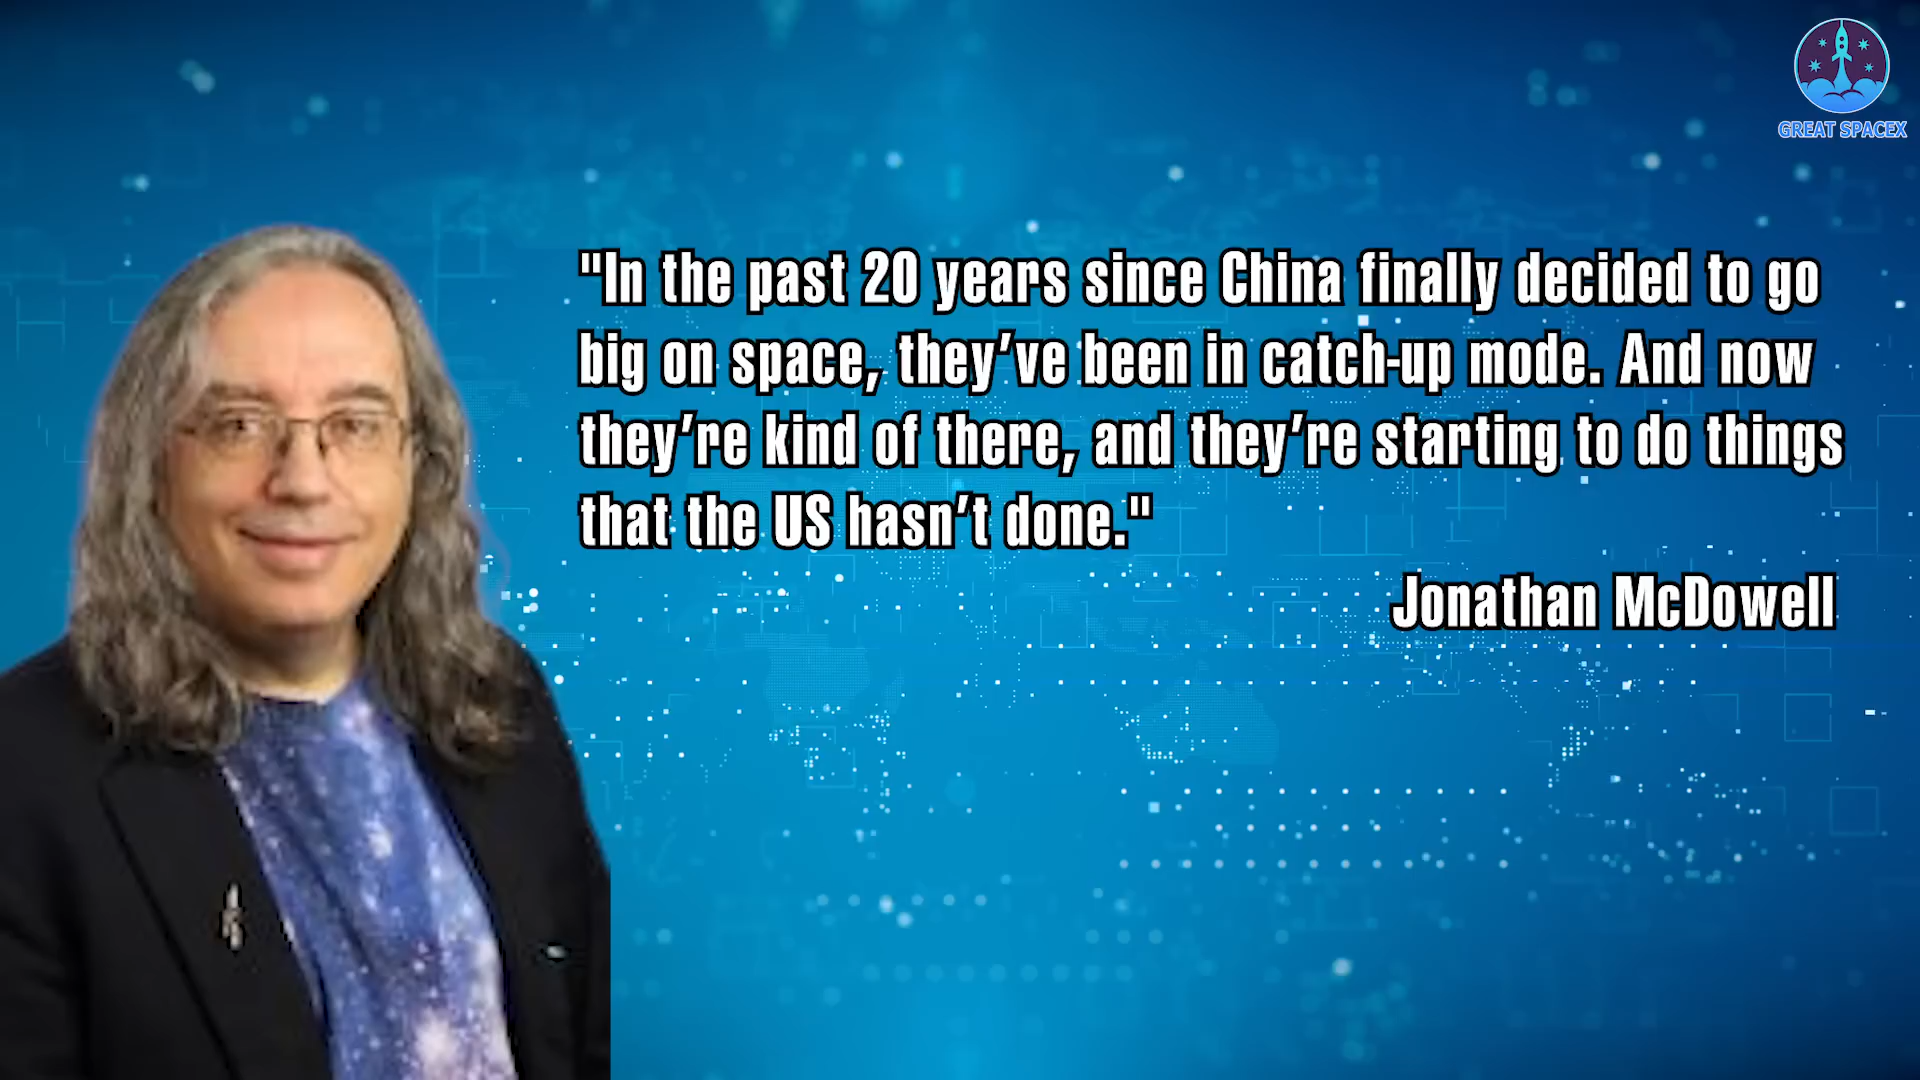 GREAT SPACEX
"In the past 20 years since China finally decided to go
big on space, they’ve been in catch-up mode. And now
they’re kind of there, and they’re starting to do things
that the US hasn’t done."
Jonathan McDowell